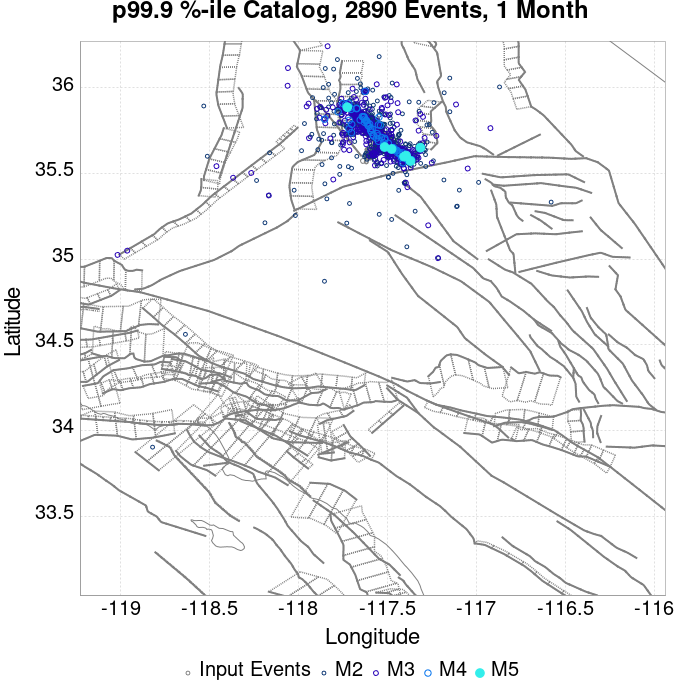 p99.9 %-ile Catalog, 2890 Events, 1 Month
36
35.5
35
34.5
34
33.5
Latitude
-119 -118.5 -118 -117.5 -117 -116.5 -116
Longitude
Input Events M2 M3 M4 M5